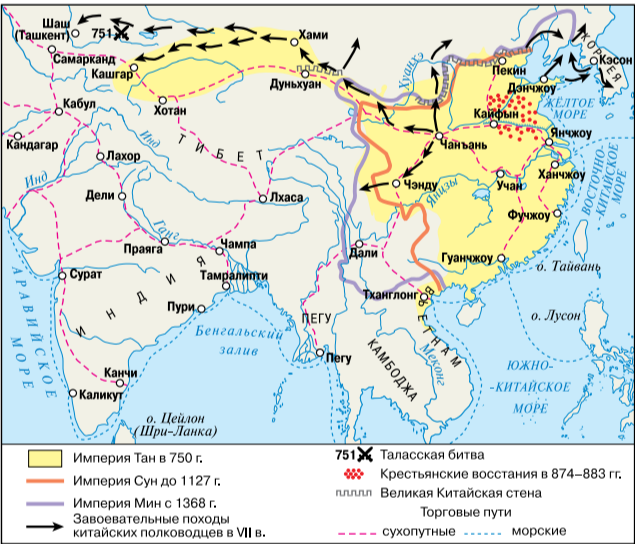 Шаш
(Ташкент)
751
Хами
Самарканд
Кашгар
Дуньхуан
Хуанхэ
Пекин
КОРЕЯ
Кэсон
Дэнчжоу
ЖЁЛТОЕ
МОРЕ
Кабул
Хотан
Кайфын
Янчжоу
Кандагар
Инд
ТИБЕТ
Чанъань
Лахор
Ханчжоу
ВОСТОЧНО-
КИТАЙСКОЕ
МОРЕ
Инд
Дели
Лхаса
Чэнду
Янцзы
Учан
Ганг
Фучжоу
Праяга
Чампа
Дали
Гуанчжоу
о. Тайвань
Сурат
Тамралипти
Тханглонг
ИНДИЯ
Пури
ПЕГУ
ВЬЕТНАМ
о. Лусон
АРАВИЙСКОЕ
МОРЕ
Бенгальский
залив
Пегу
КАМБОДЖА
Меконг
ЮЖНО-
КИТАЙСКОЕ
МОРЕ
Канчи
Каликут
о. Цейлон
(Шри-Ланка)
Империя Тан в 750 г.
Империя Сун до 1127 г.
Империя Мин с 1368 г.
Завоевательные походы
китайских полководцев в VII в.
751 Таласская битва
Крестьянские восстания в 874–883 гг.
Великая Китайская стена
Торговые пути
сухопутные
морские